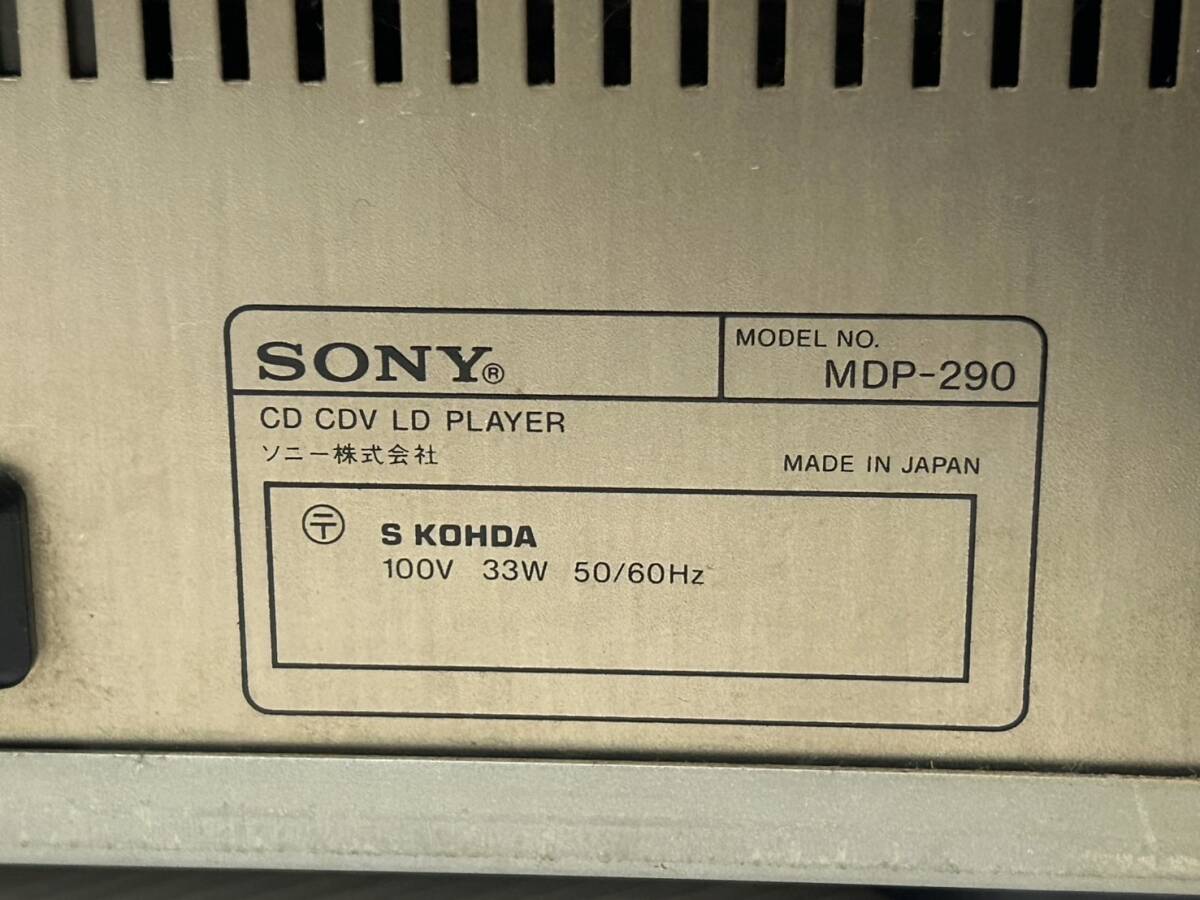 SONY®
MODEL NO.
MDP-290
CD CDV LD PLAYER
ソニー株式会社
MADE IN JAPAN
〒 S KOHDA
100V 33W 50/60Hz